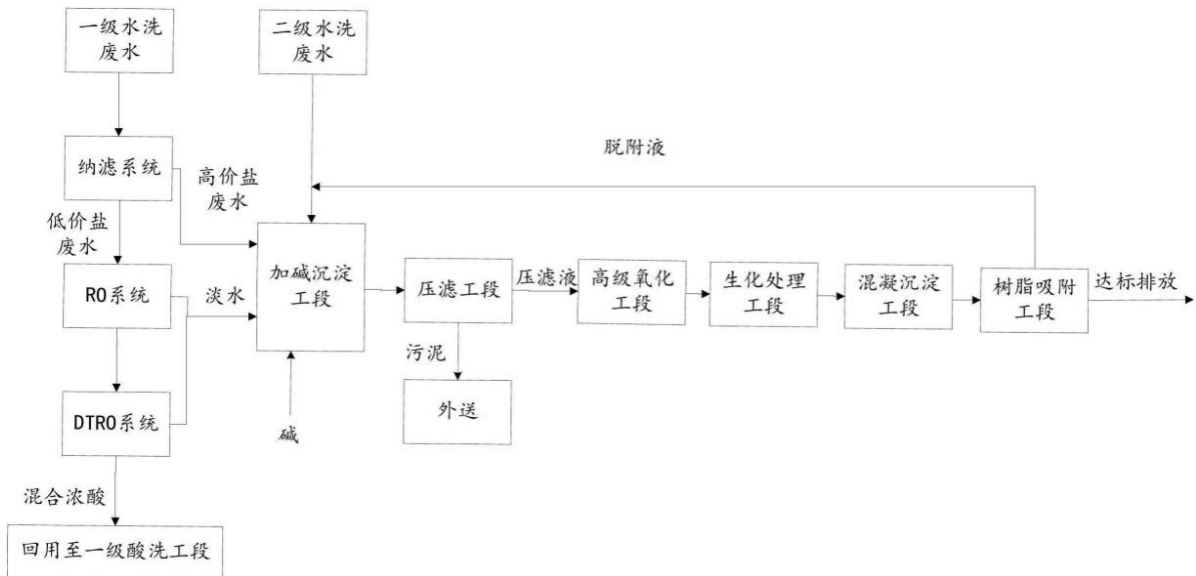 一级水洗
废水
二级水洗
废水
脱附液
纳滤系统
高价盐
废水
低价盐
废水
加碱沉淀
工段
压滤工段
压滤液
高级氧化
工段
生化处理
工段
混凝沉淀
工段
树脂吸附
工段
达标排放
RO系统
淡水
污泥
外送
DTRO系统
碱
混合浓酸
回用至一级酸洗工段